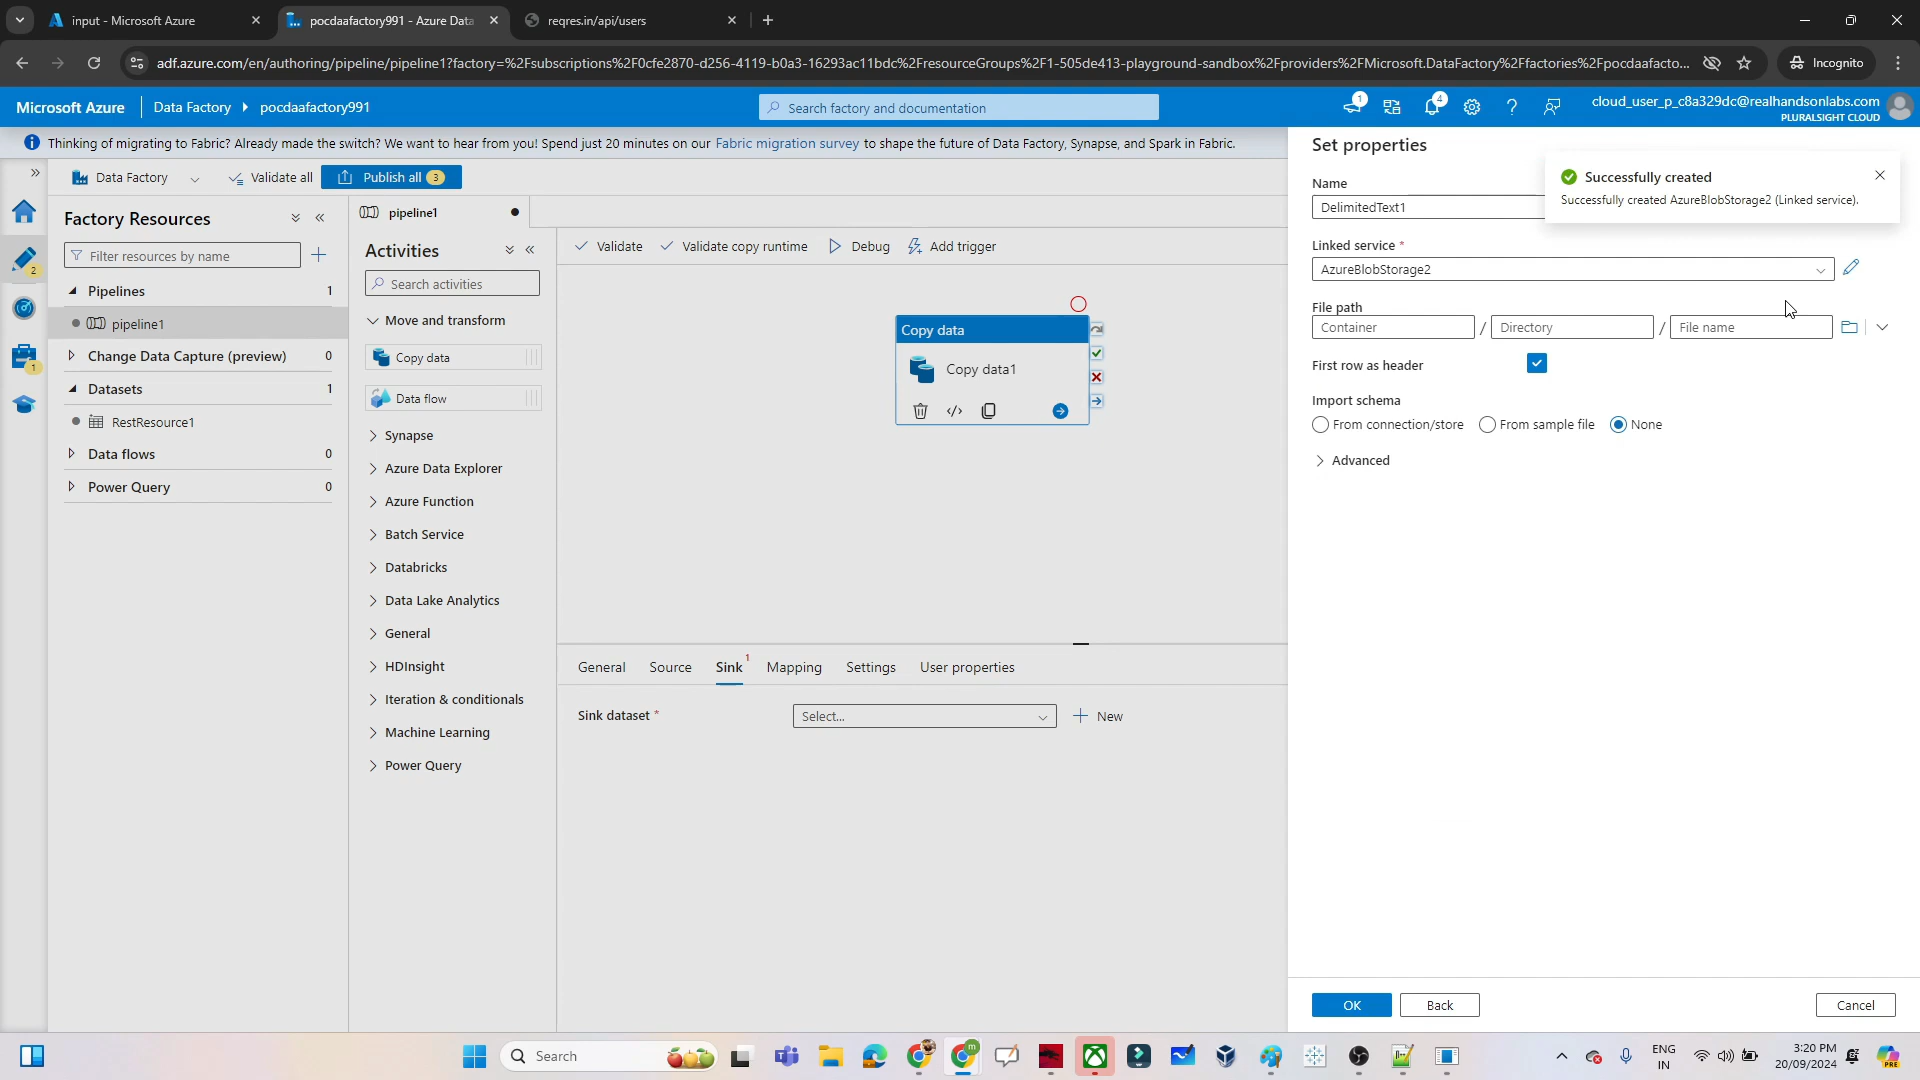 input - Microsoft Azure
pocdaafactory991 - Azure Data
reqres.in/api/users
adf.azure.com/en/authoring/pipeline/pipeline1?factory=%2Fsubscriptions%2F0cfe2870-d256-4119-b0a3-16293ac11bdc%2FresourceGroups%2F1-505de413-playground-sandbox%2Fproviders%2FMicrosoft.DataFactory%2Ffactories%2Fpocdaafacto...
Incognito
Microsoft Azure
Data Factory
pocdaafactory991
Search factory and documentation
1
4
cloud_user_p_c8a329dc@realhandsonlabs.com
PLURALSIGHT CLOUD
Thinking of migrating to Fabric? Already made the switch? We want to hear from you! Spend just 20 minutes on our Fabric migration survey to shape the future of Data Factory, Synapse, and Spark in Fabric.
Data Factory
Validate all
Publish all 3
Factory Resources
Filter resources by name
2
1
Pipelines 1
pipeline1
Change Data Capture (preview) 0
Datasets 1
RestResource1
Data flows 0
Power Query 0
pipeline1
Activities
Search activities
Move and transform
Copy data
Data flow
Synapse
Azure Data Explorer
Azure Function
Batch Service
Databricks
Data Lake Analytics
General
HDInsight
Iteration & conditionals
Machine Learning
Power Query
Validate
Validate copy runtime
Debug
Add trigger
Copy data
Copy data1
General
Source
Sink 1
Mapping
Settings
User properties
Sink dataset *
Select...
New
Set properties
Successfully created
Successfully created AzureBlobStorage2 (Linked service).
Name
DelimitedText1
Linked service *
AzureBlobStorage2
File path
Container / Directory / File name
First row as header
Import schema
From connection/store
From sample file
None
Advanced
OK
Back
Cancel
Search
ENG
IN
3:20 PM
20/09/2024
PRE